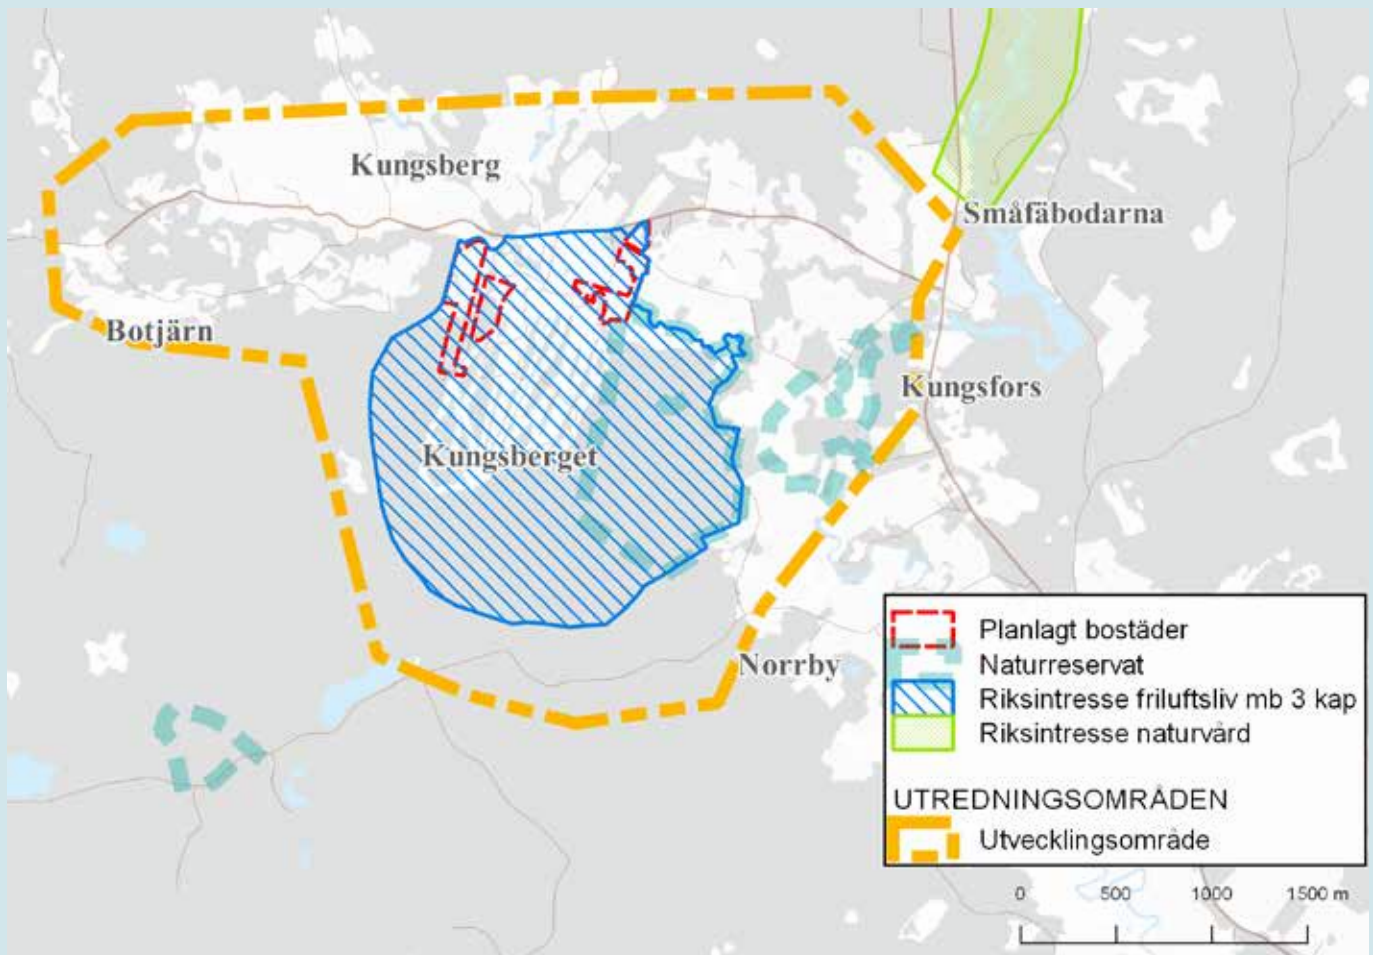 Kungsberg
Småfäbodarna
Botjärn
Kungsfors
Kungsberget
Norrby
Planlagt bostäder
Naturreservat
Riksintresse friluftsliv mb 3 kap
Riksintresse naturvård
UTREDNINGSOMRÅDEN
Utvecklingsområde
0 500 1000 1500 m